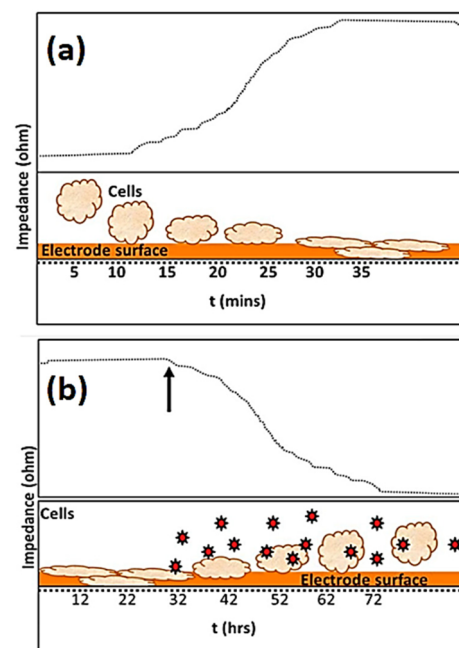 (a)
Impedance (ohm)
Cells
Electrode surface
5 10 15 20 25 30 35
t (mins)
(b)
Impedance (ohm)
Cells
Electrode surface
12 22 32 42 52 62 72
t (hrs)